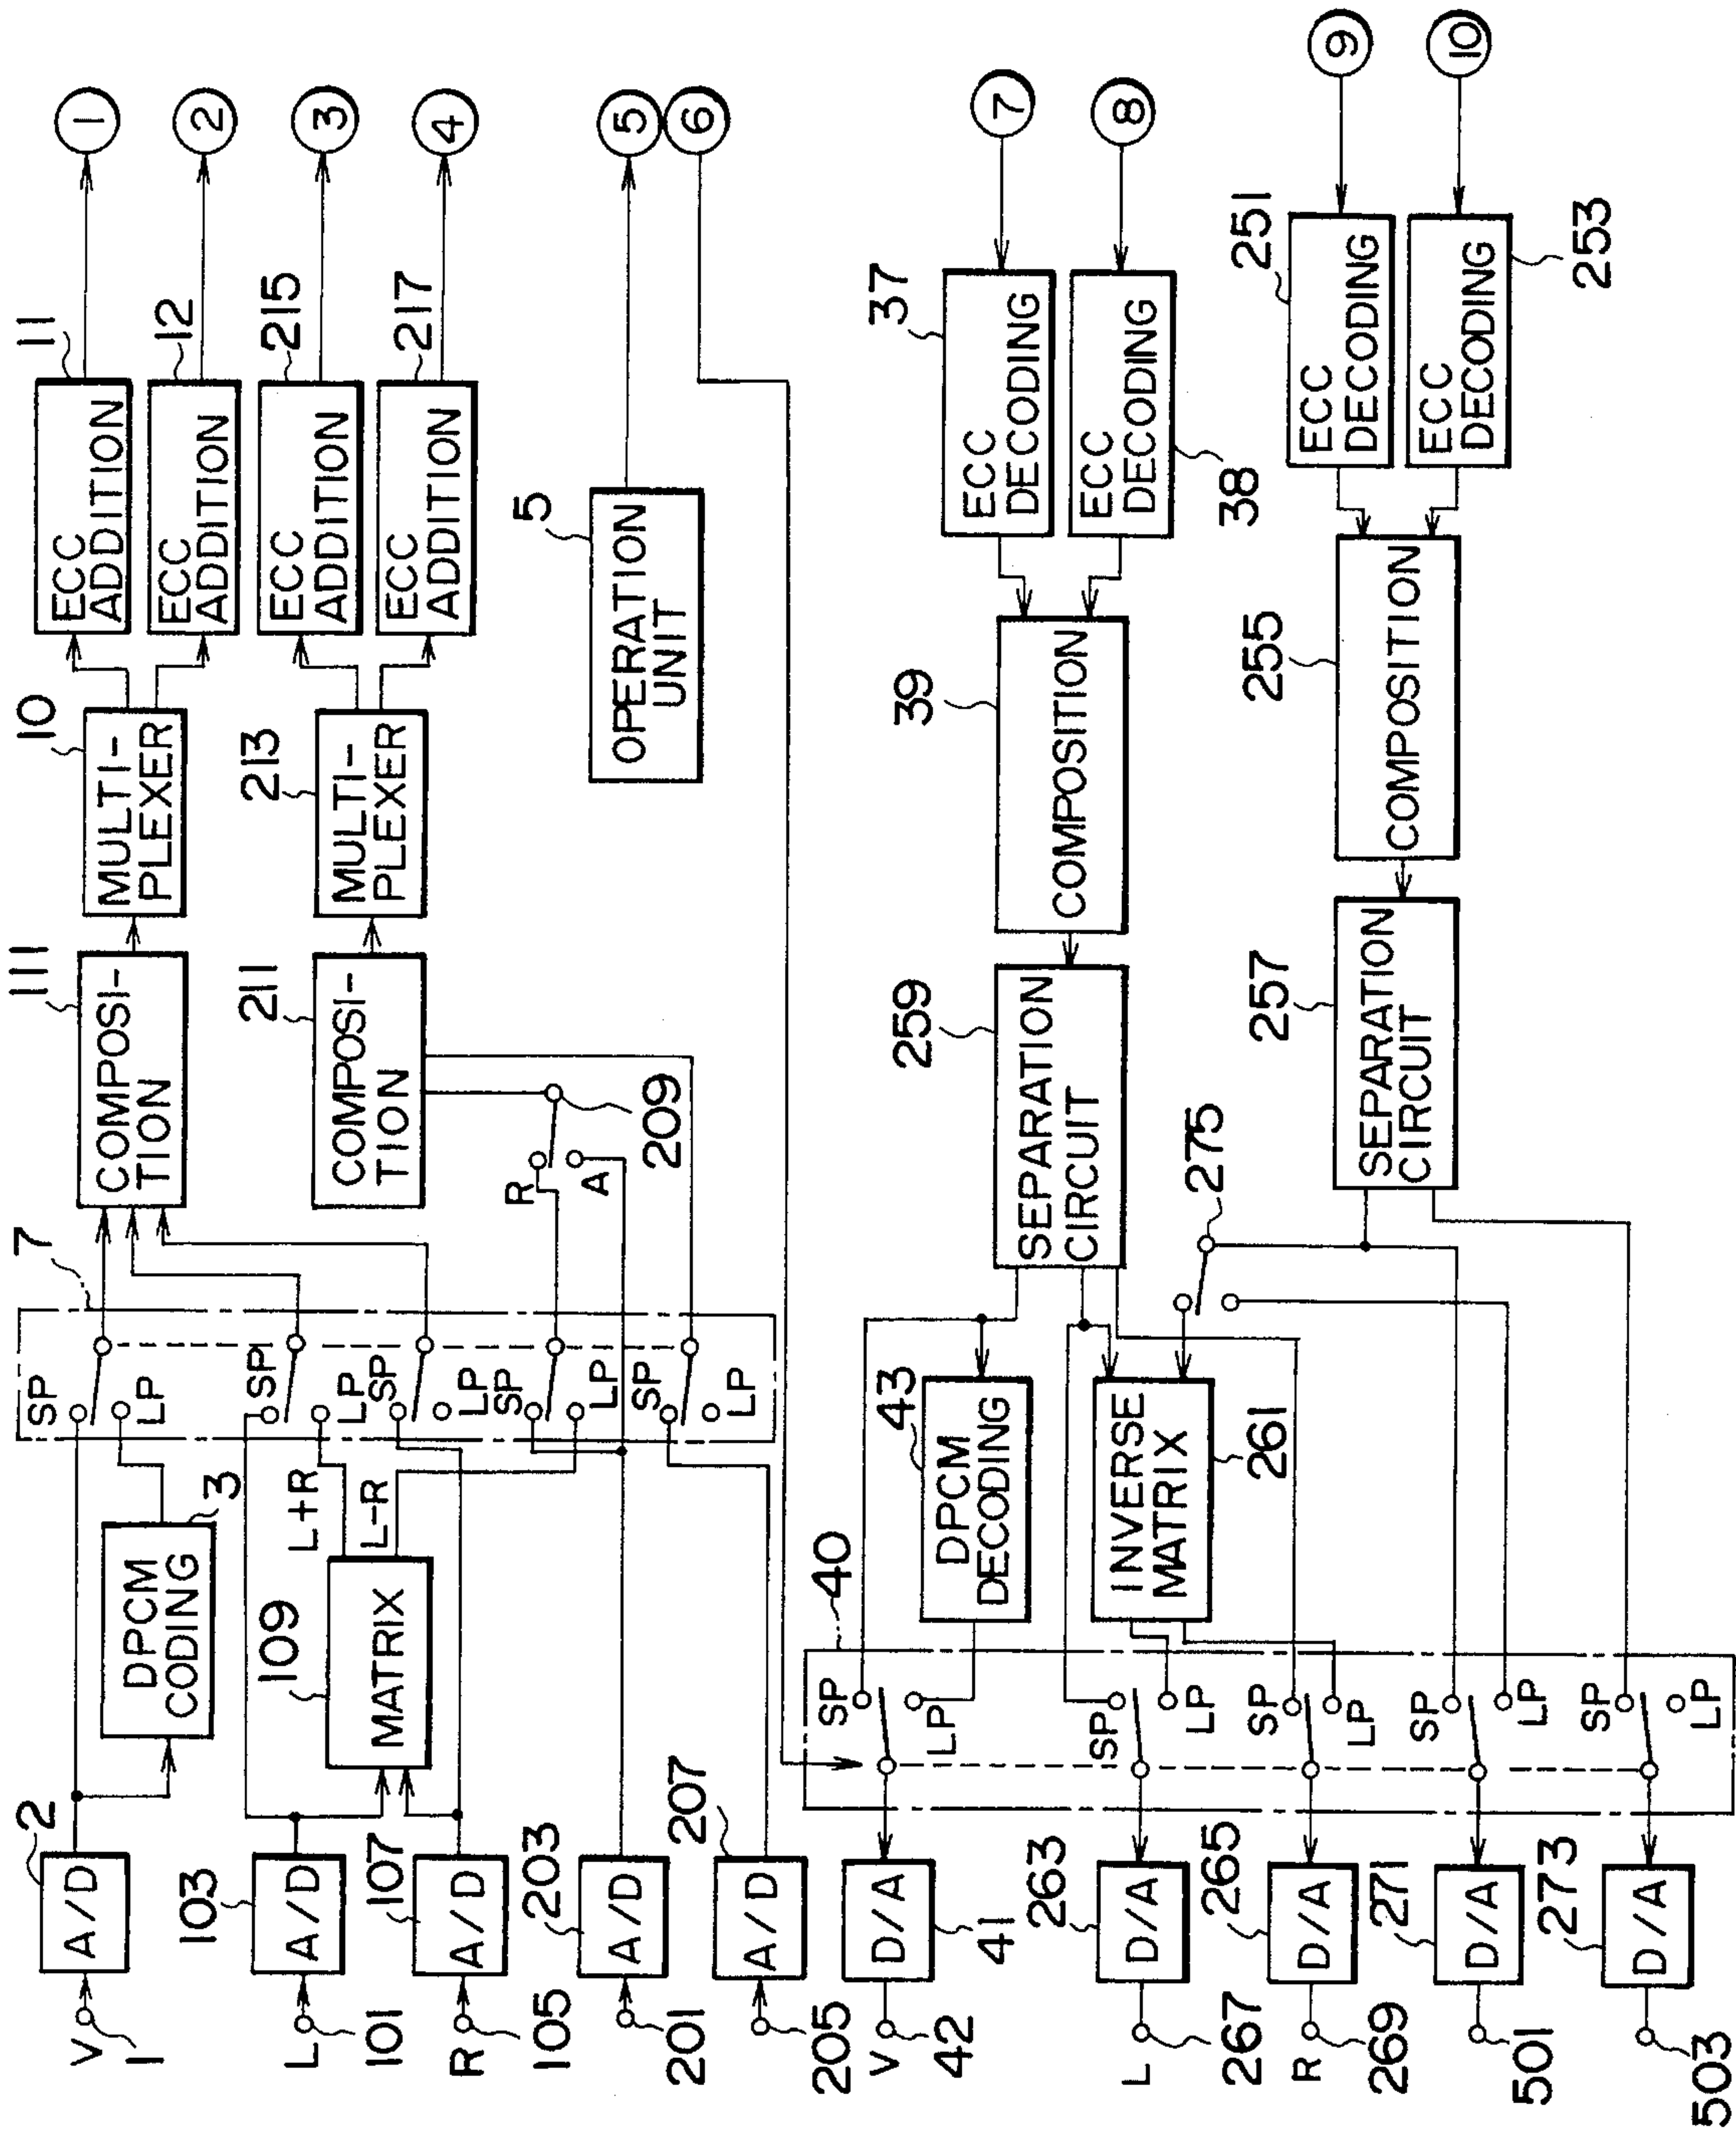 V
1
A/D
2
DPCM
CODING
3
SP
LP
7
COMPOSI-
TION
111
MULTI-
PLEXER
10
ECC
ADDITION
11
1
ECC
ADDITION
12
2
L
101
A/D
103
MATRIX
109
L+R
L-R
SP
LP
R
105
A/D
107
SP
LP
COMPOSI-
TION
211
MULTI-
PLEXER
213
ECC
ADDITION
215
3
ECC
ADDITION
217
4
201
A/D
203
SP
LP
R
A
209
205
A/D
207
SP
LP
OPERATION
UNIT
5
5
6
V
42
D/A
41
SP
LP
40
DPCM
DECODING
43
SEPARATION
CIRCUIT
259
COMPOSITION
39
ECC
DECODING
37
7
ECC
DECODING
38
8
L
267
D/A
263
SP
LP
INVERSE
MATRIX
261
275
R
269
D/A
265
SP
LP
501
D/A
271
SP
LP
SEPARATION
CIRCUIT
257
COMPOSITION
255
ECC
DECODING
251
9
ECC
DECODING
253
10
503
D/A
273
SP
LP